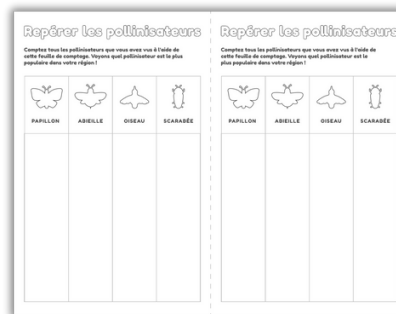 Repérer les pollinisateurs
Comptez tous les pollinisateurs que vous avez vus à l'aide de
cette feuille de comptage. Voyons quel pollinisateur est le plus
populaire dans votre région !
PAPILLON ABIEILLE OISEAU SCARABÉE
Repérer les pollinisateurs
Comptez tous les pollinisateurs que vous avez vus à l'aide de
cette feuille de comptage. Voyons quel pollinisateur est le
plus populaire dans votre région !
PAPILLON ABIEILLE OISEAU SCARABÉE